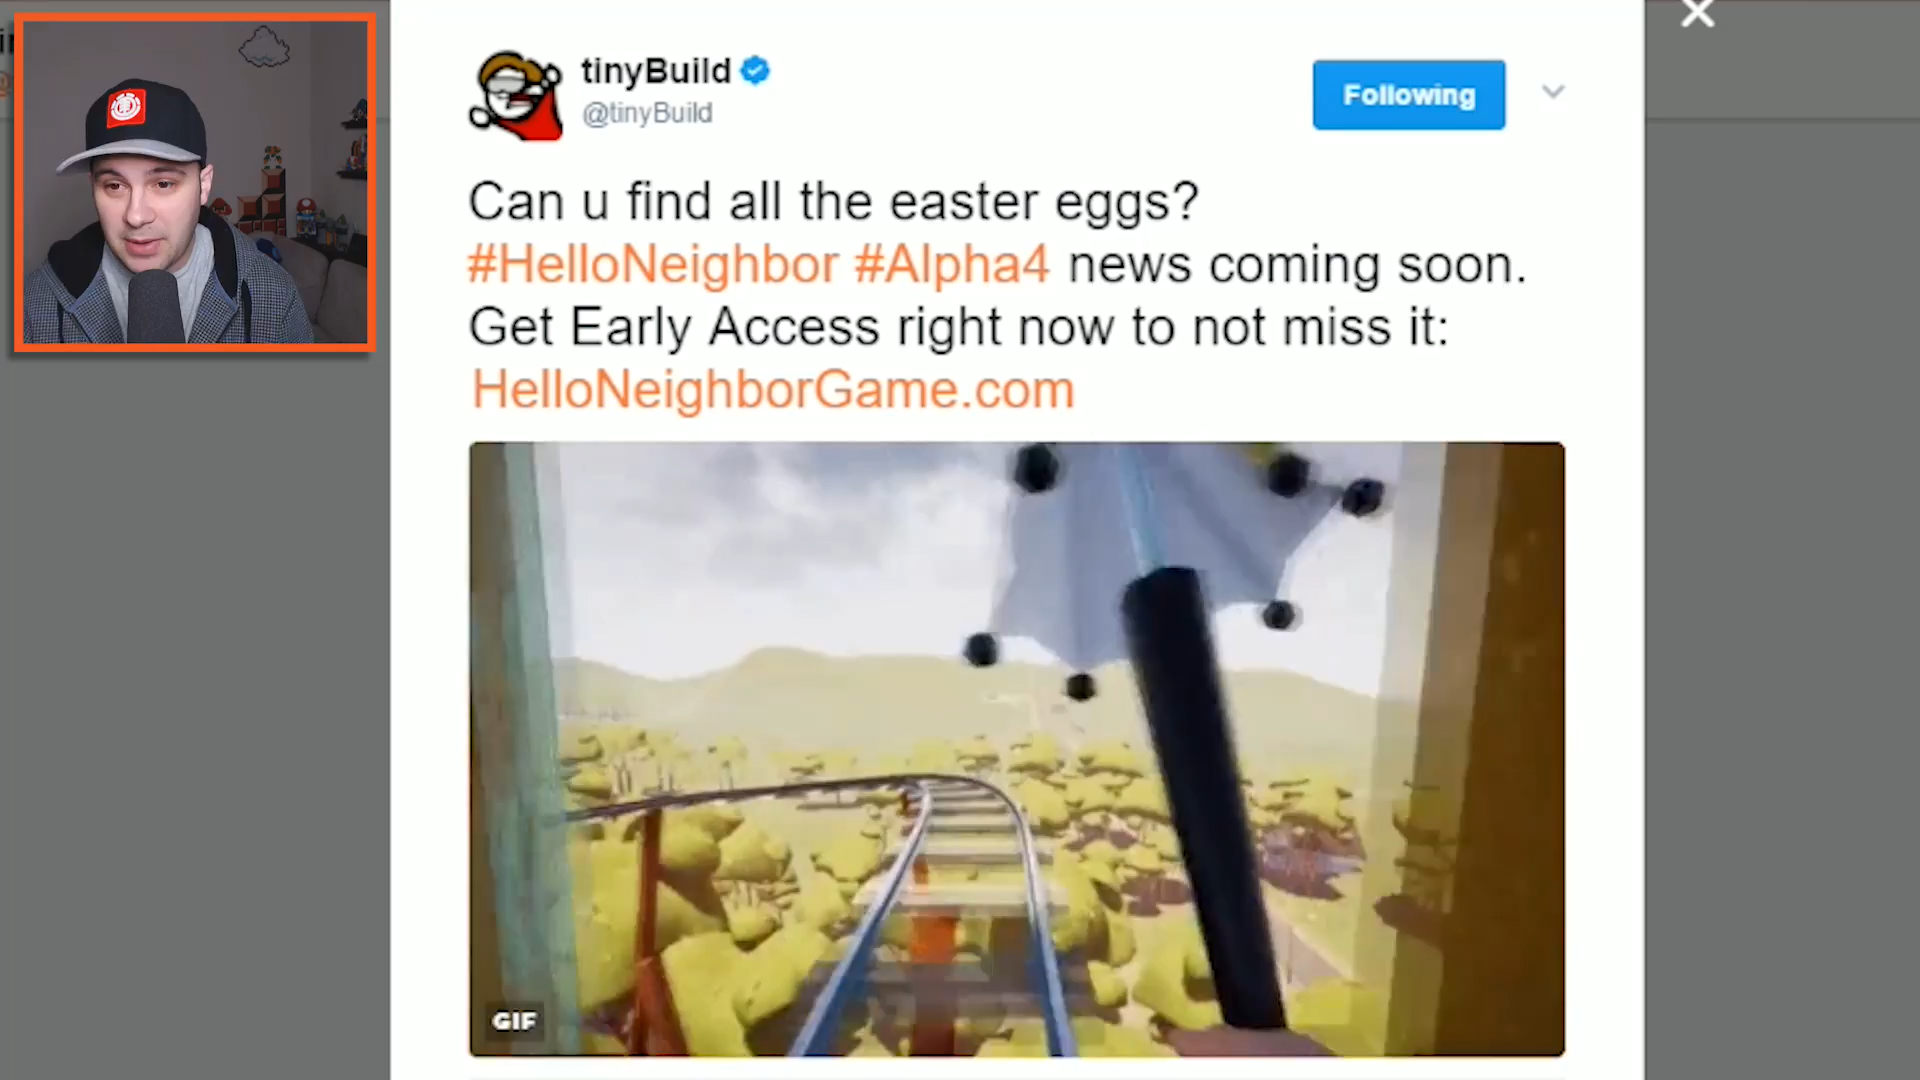 tinyBuild
@tinyBuild
Following
Can u find all the easter eggs?
#HelloNeighbor #Alpha4 news coming soon.
Get Early Access right now to not miss it:
HelloNeighborGame.com
GIF